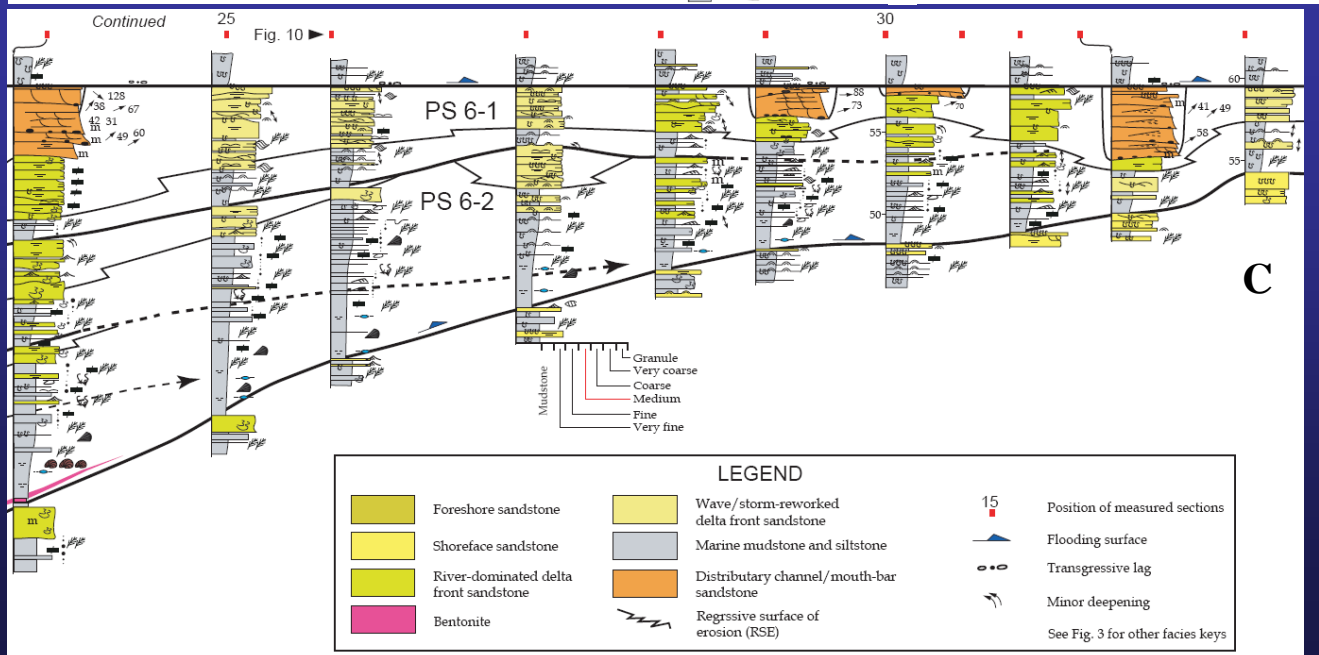 Continued
25
30
Fig. 10
PS 6-1
PS 6-2
128
38
67
42 31
m
m
49
60
m
88
73
70
m
41
49
58
m
60
55
55
50
m
m
m
m
C
Granule
Very coarse
Coarse
Medium
Fine
Very fine
Mudstone
LEGEND
Foreshore sandstone
Shoreface sandstone
River-dominated delta
front sandstone
Bentonite
Wave/storm-reworked
delta front sandstone
Marine mudstone and siltstone
Distributary channel/mouth-bar
sandstone
Regrssive surface of
erosion (RSE)
15
Position of measured sections
Flooding surface
Transgressive lag
Minor deepening
See Fig. 3 for other facies keys